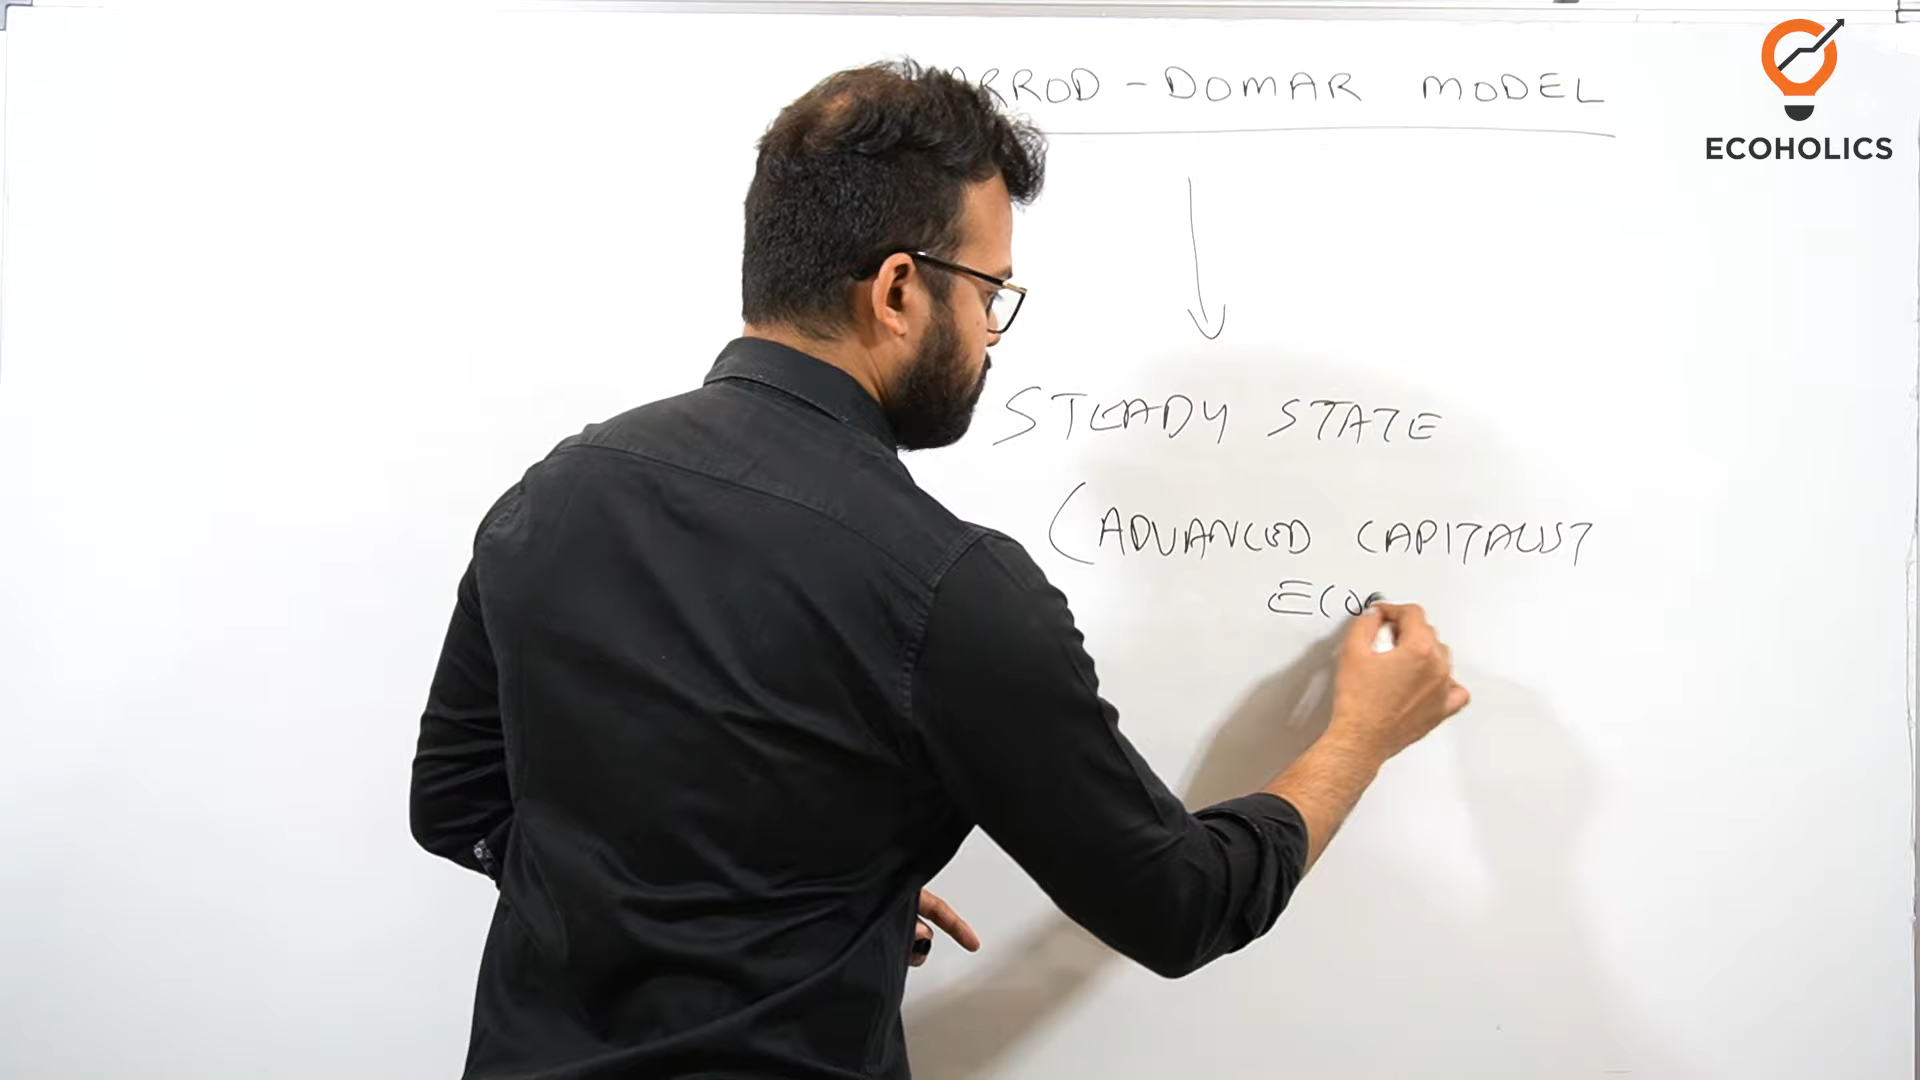 ARROD - DOMAR MODEL
ECOHOLICS
STEADY STATE
(ADVANCED CAPITALIST
ECO